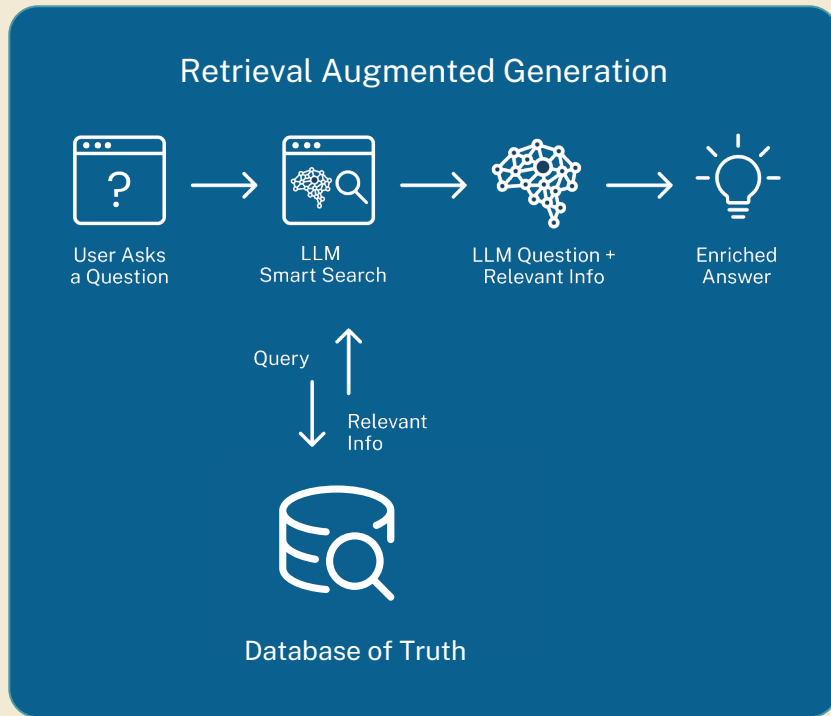 Retrieval Augmented Generation
?
User Asks
a Question
LLM
Smart Search
LLM Question +
Relevant Info
Enriched
Answer
Query
Relevant
Info
Database of Truth